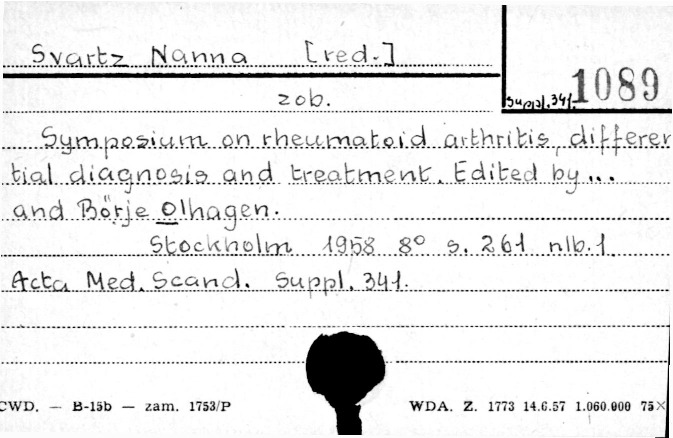 Svartz Nanna [red.]
1089
Suppl. 341.
zob.
Symposium on rheumatoid arthritis, differen
tial diagnosis and treatment. Edited by ...
and Börje Olhagen.
Stockholm 1958 8° s. 261 nlb. 1.
Acta Med. Scand. Suppl. 341.
CWD. — B-15b — zam. 1753/P WDA. Z. 1773 14.6.57 1.060.000 75×